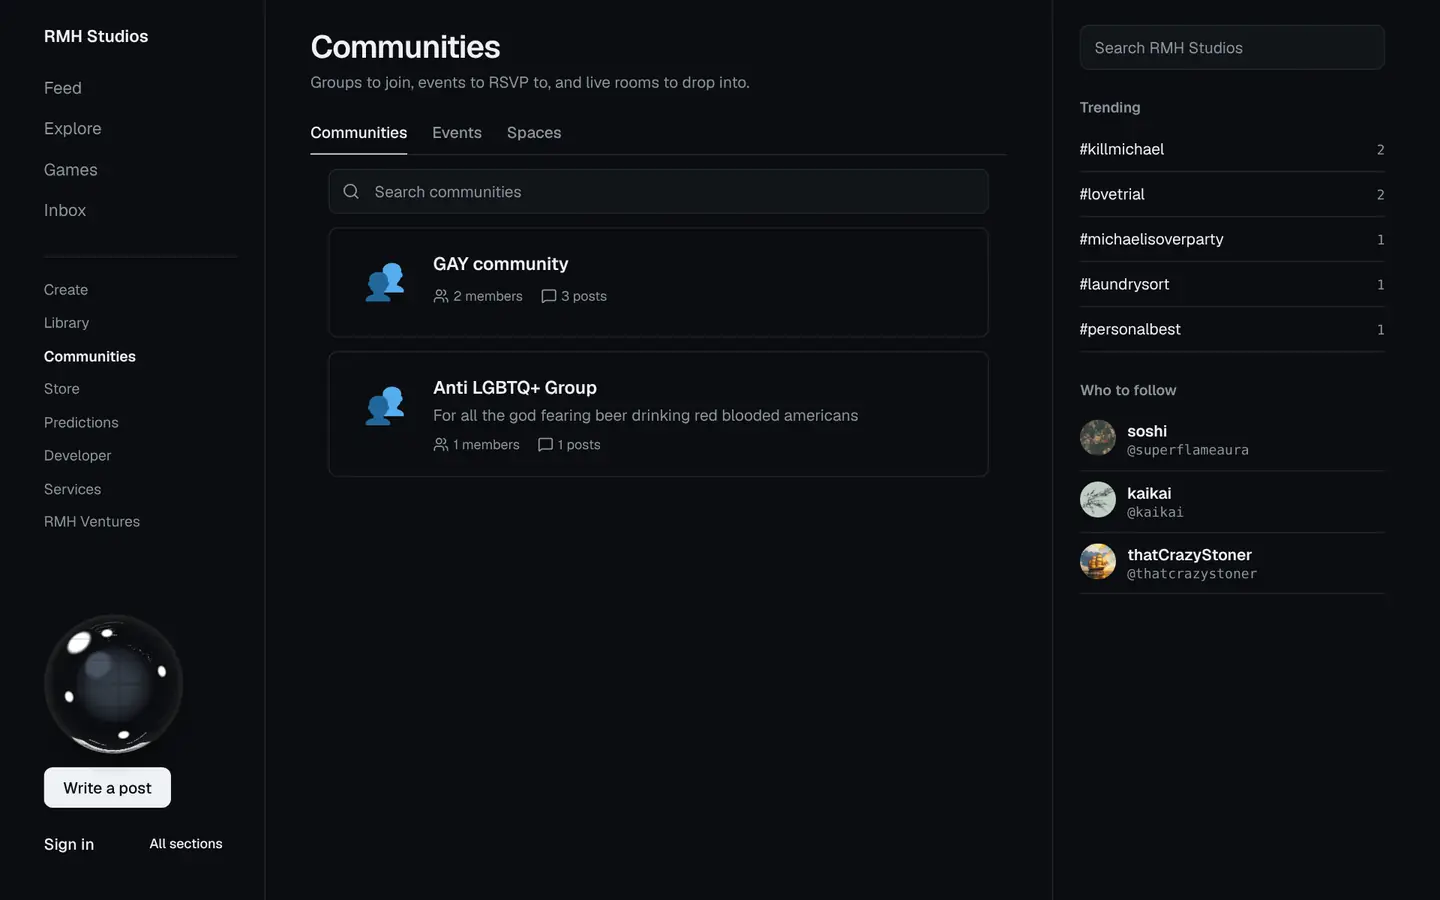 RMH Studios
Feed
Explore
Games
Inbox
Create
Library
Communities
Store
Predictions
Developer
Services
RMH Ventures
Write a post
Sign in
All sections
Communities
Groups to join, events to RSVP to, and live rooms to drop into.
Communities Events Spaces
Search communities
GAY community
2 members 3 posts
Anti LGBTQ+ Group
For all the god fearing beer drinking red blooded americans
1 members 1 posts
Search RMH Studios
Trending
#killmichael 2
#lovetrial 2
#michaelisoverparty 1
#laundrysort 1
#personalbest 1
Who to follow
soshi
@superflameaura
kaikai
@kaikai
thatCrazyStoner
@thatcrazystoner